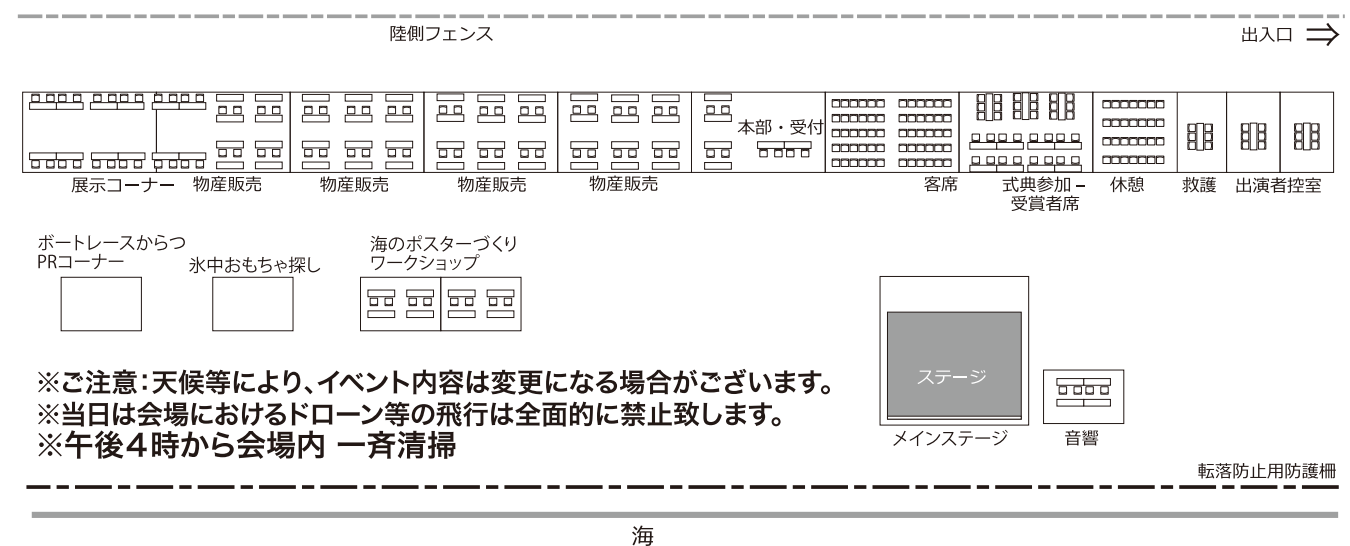 陸側フェンス
出入口 ⇒
本部・受付
展示コーナー
物産販売
物産販売
物産販売
物産販売
客席
式典参加－
受賞者席
休憩
救護
出演者控室
ボートレースからつ
PRコーナー
氷中おもちゃ探し
海のポスターづくり
ワークショップ
※ご注意：天候等により、イベント内容は変更になる場合がございます。
※当日は会場におけるドローン等の飛行は全面的に禁止致します。
※午後４時から会場内 一斉清掃
ステージ
メインステージ
音響
転落防止用防護柵
海